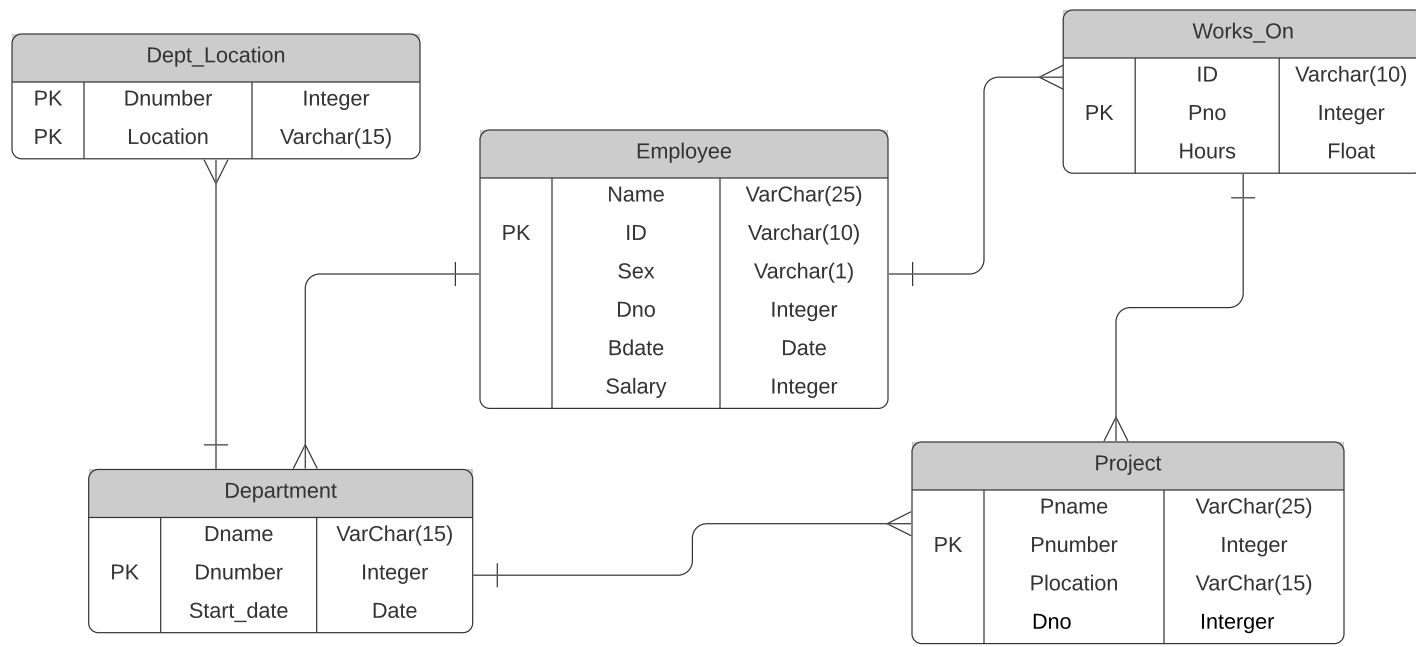 Dept_Location
PK Dnumber Integer
PK Location Varchar(15)
Works_On
ID Varchar(10)
PK Pno Integer
Hours Float
Employee
Name VarChar(25)
PK ID Varchar(10)
Sex Varchar(1)
Dno Integer
Bdate Date
Salary Integer
Department
Dname VarChar(15)
PK Dnumber Integer
Start_date Date
Project
Pname VarChar(25)
PK Pnumber Integer
Plocation VarChar(15)
Dno Interger